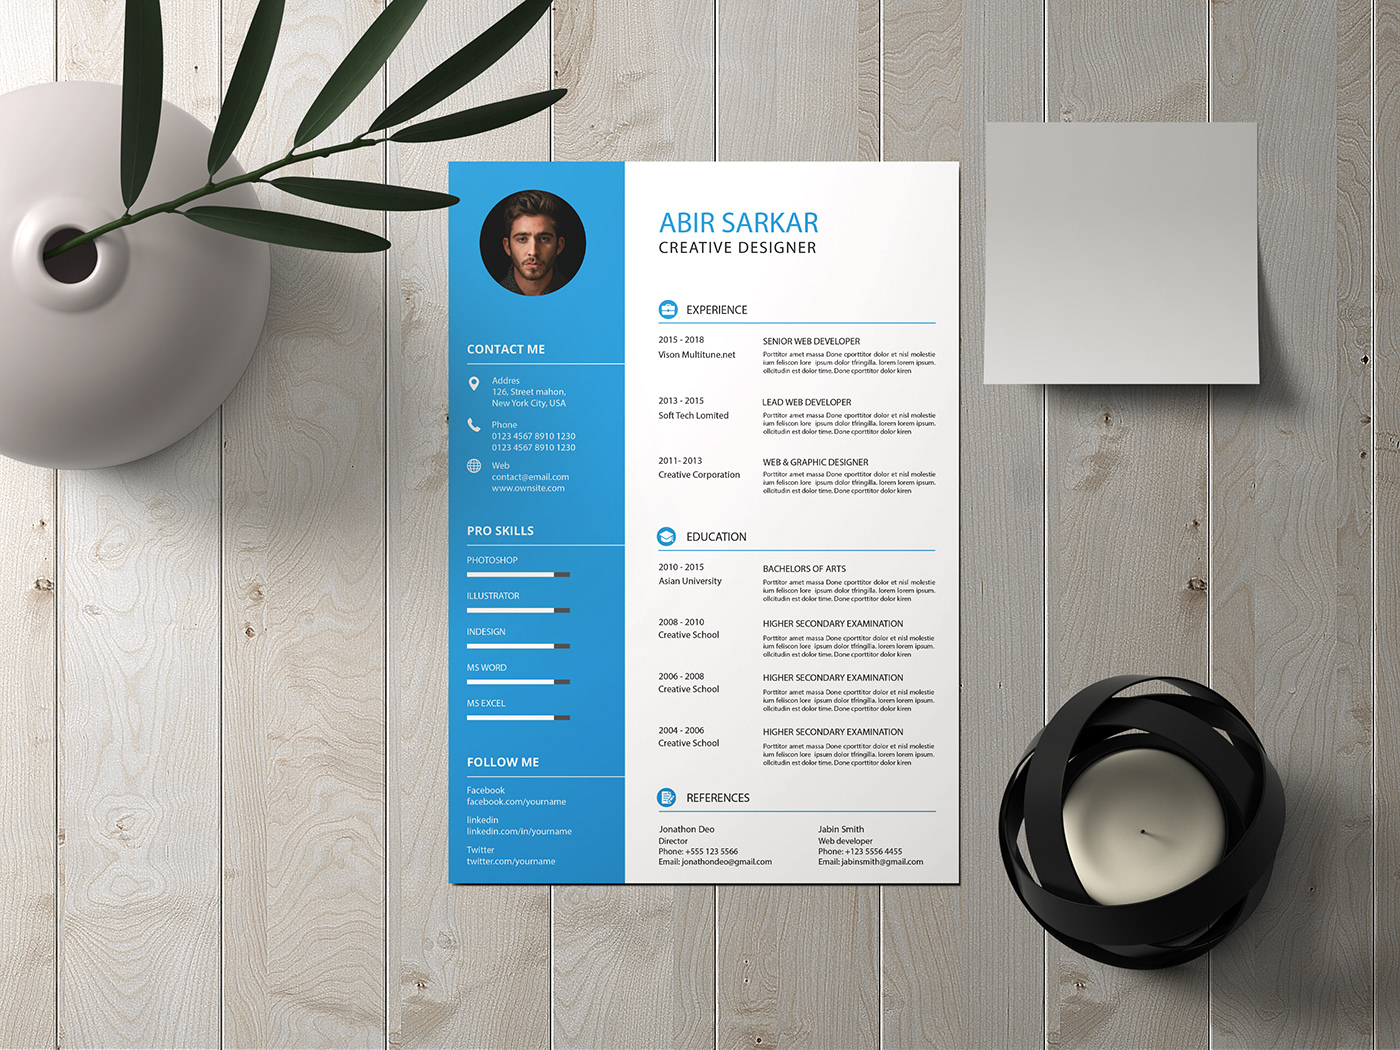 ABIR SARKAR
CREATIVE DESIGNER
CONTACT ME
Addres
126, Street mahon,
New York City, USA
Phone
0123 4567 8910 1230
0123 4567 8910 1230
Web
contact@email.com
www.ownsite.com
PRO SKILLS
PHOTOSHOP
ILLUSTRATOR
INDESIGN
MS WORD
MS EXCEL
FOLLOW ME
Facebook
facebook.com/yourname
linkedin
linkedin.com/in/yourname
Twitter
twitter.com/yourname
EXPERIENCE
2015 - 2018
Vison Multitune.net
SENIOR WEB DEVELOPER
Porttitor amet massa Done cporttitor dolor et nisl molestie
ium feliscon lore ipsum dolor tfringilla. lorem lorem ipsum.
ollcitudin est dolor time. Done cporttitor dolor kiren
2013 - 2015
Soft Tech Lomited
LEAD WEB DEVELOPER
Porttitor amet massa Done cporttitor dolor et nisl molestie
ium feliscon lore ipsum dolor tfringilla. lorem lorem ipsum.
ollcitudin est dolor time. Done cporttitor dolor kiren
2011- 2013
Creative Corporation
WEB & GRAPHIC DESIGNER
Porttitor amet massa Done cporttitor dolor et nisl molestie
ium feliscon lore ipsum dolor tfringilla. lorem lorem ipsum.
ollcitudin est dolor time. Done cporttitor dolor kiren
EDUCATION
2010 - 2015
Asian University
BACHELORS OF ARTS
Porttitor amet massa Done cporttitor dolor et nisl molestie
ium feliscon lore ipsum dolor tfringilla. lorem lorem ipsum.
ollcitudin est dolor time. Done cporttitor dolor kiren
2008 - 2010
Creative School
HIGHER SECONDARY EXAMINATION
Porttitor amet massa Done cporttitor dolor et nisl molestie
ium feliscon lore ipsum dolor tfringilla. lorem lorem ipsum.
ollcitudin est dolor time. Done cporttitor dolor kiren
2006 - 2008
Creative School
HIGHER SECONDARY EXAMINATION
Porttitor amet massa Done cporttitor dolor et nisl molestie
ium feliscon lore ipsum dolor tfringilla. lorem lorem ipsum.
ollcitudin est dolor time. Done cporttitor dolor kiren
2004 - 2006
Creative School
HIGHER SECONDARY EXAMINATION
Porttitor amet massa Done cporttitor dolor et nisl molestie
ium feliscon lore ipsum dolor tfringilla. lorem lorem ipsum.
ollcitudin est dolor time. Done cporttitor dolor kiren
REFERENCES
Jonathon Deo
Director
Phone: +555 123 5566
Email: jonathondeo@gmail.com
Jabin Smith
Web developer
Phone: +123 5556 4455
Email: jabinsmith@gmail.com